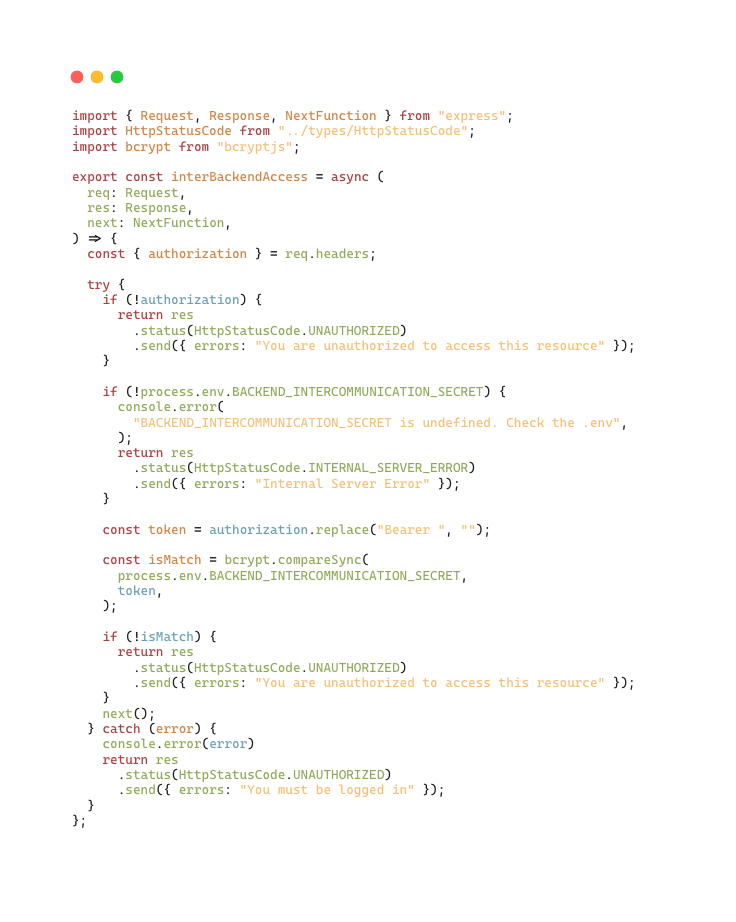 import { Request, Response, NextFunction } from "express";
import HttpStatusCode from "../types/HttpStatusCode";
import bcrypt from "bcryptjs";

export const interBackendAccess = async (
  req: Request,
  res: Response,
  next: NextFunction,
) => {
  const { authorization } = req.headers;

  try {
    if (!authorization) {
      return res
        .status(HttpStatusCode.UNAUTHORIZED)
        .send({ errors: "You are unauthorized to access this resource" });
    }

    if (!process.env.BACKEND_INTERCOMMUNICATION_SECRET) {
      console.error(
        "BACKEND_INTERCOMMUNICATION_SECRET is undefined. Check the .env",
      );
      return res
        .status(HttpStatusCode.INTERNAL_SERVER_ERROR)
        .send({ errors: "Internal Server Error" });
    }

    const token = authorization.replace("Bearer ", "");

    const isMatch = bcrypt.compareSync(
      process.env.BACKEND_INTERCOMMUNICATION_SECRET,
      token,
    );

    if (!isMatch) {
      return res
        .status(HttpStatusCode.UNAUTHORIZED)
        .send({ errors: "You are unauthorized to access this resource" });
    }
    next();
  } catch (error) {
    console.error(error)
    return res
      .status(HttpStatusCode.UNAUTHORIZED)
      .send({ errors: "You must be logged in" });
  }
};